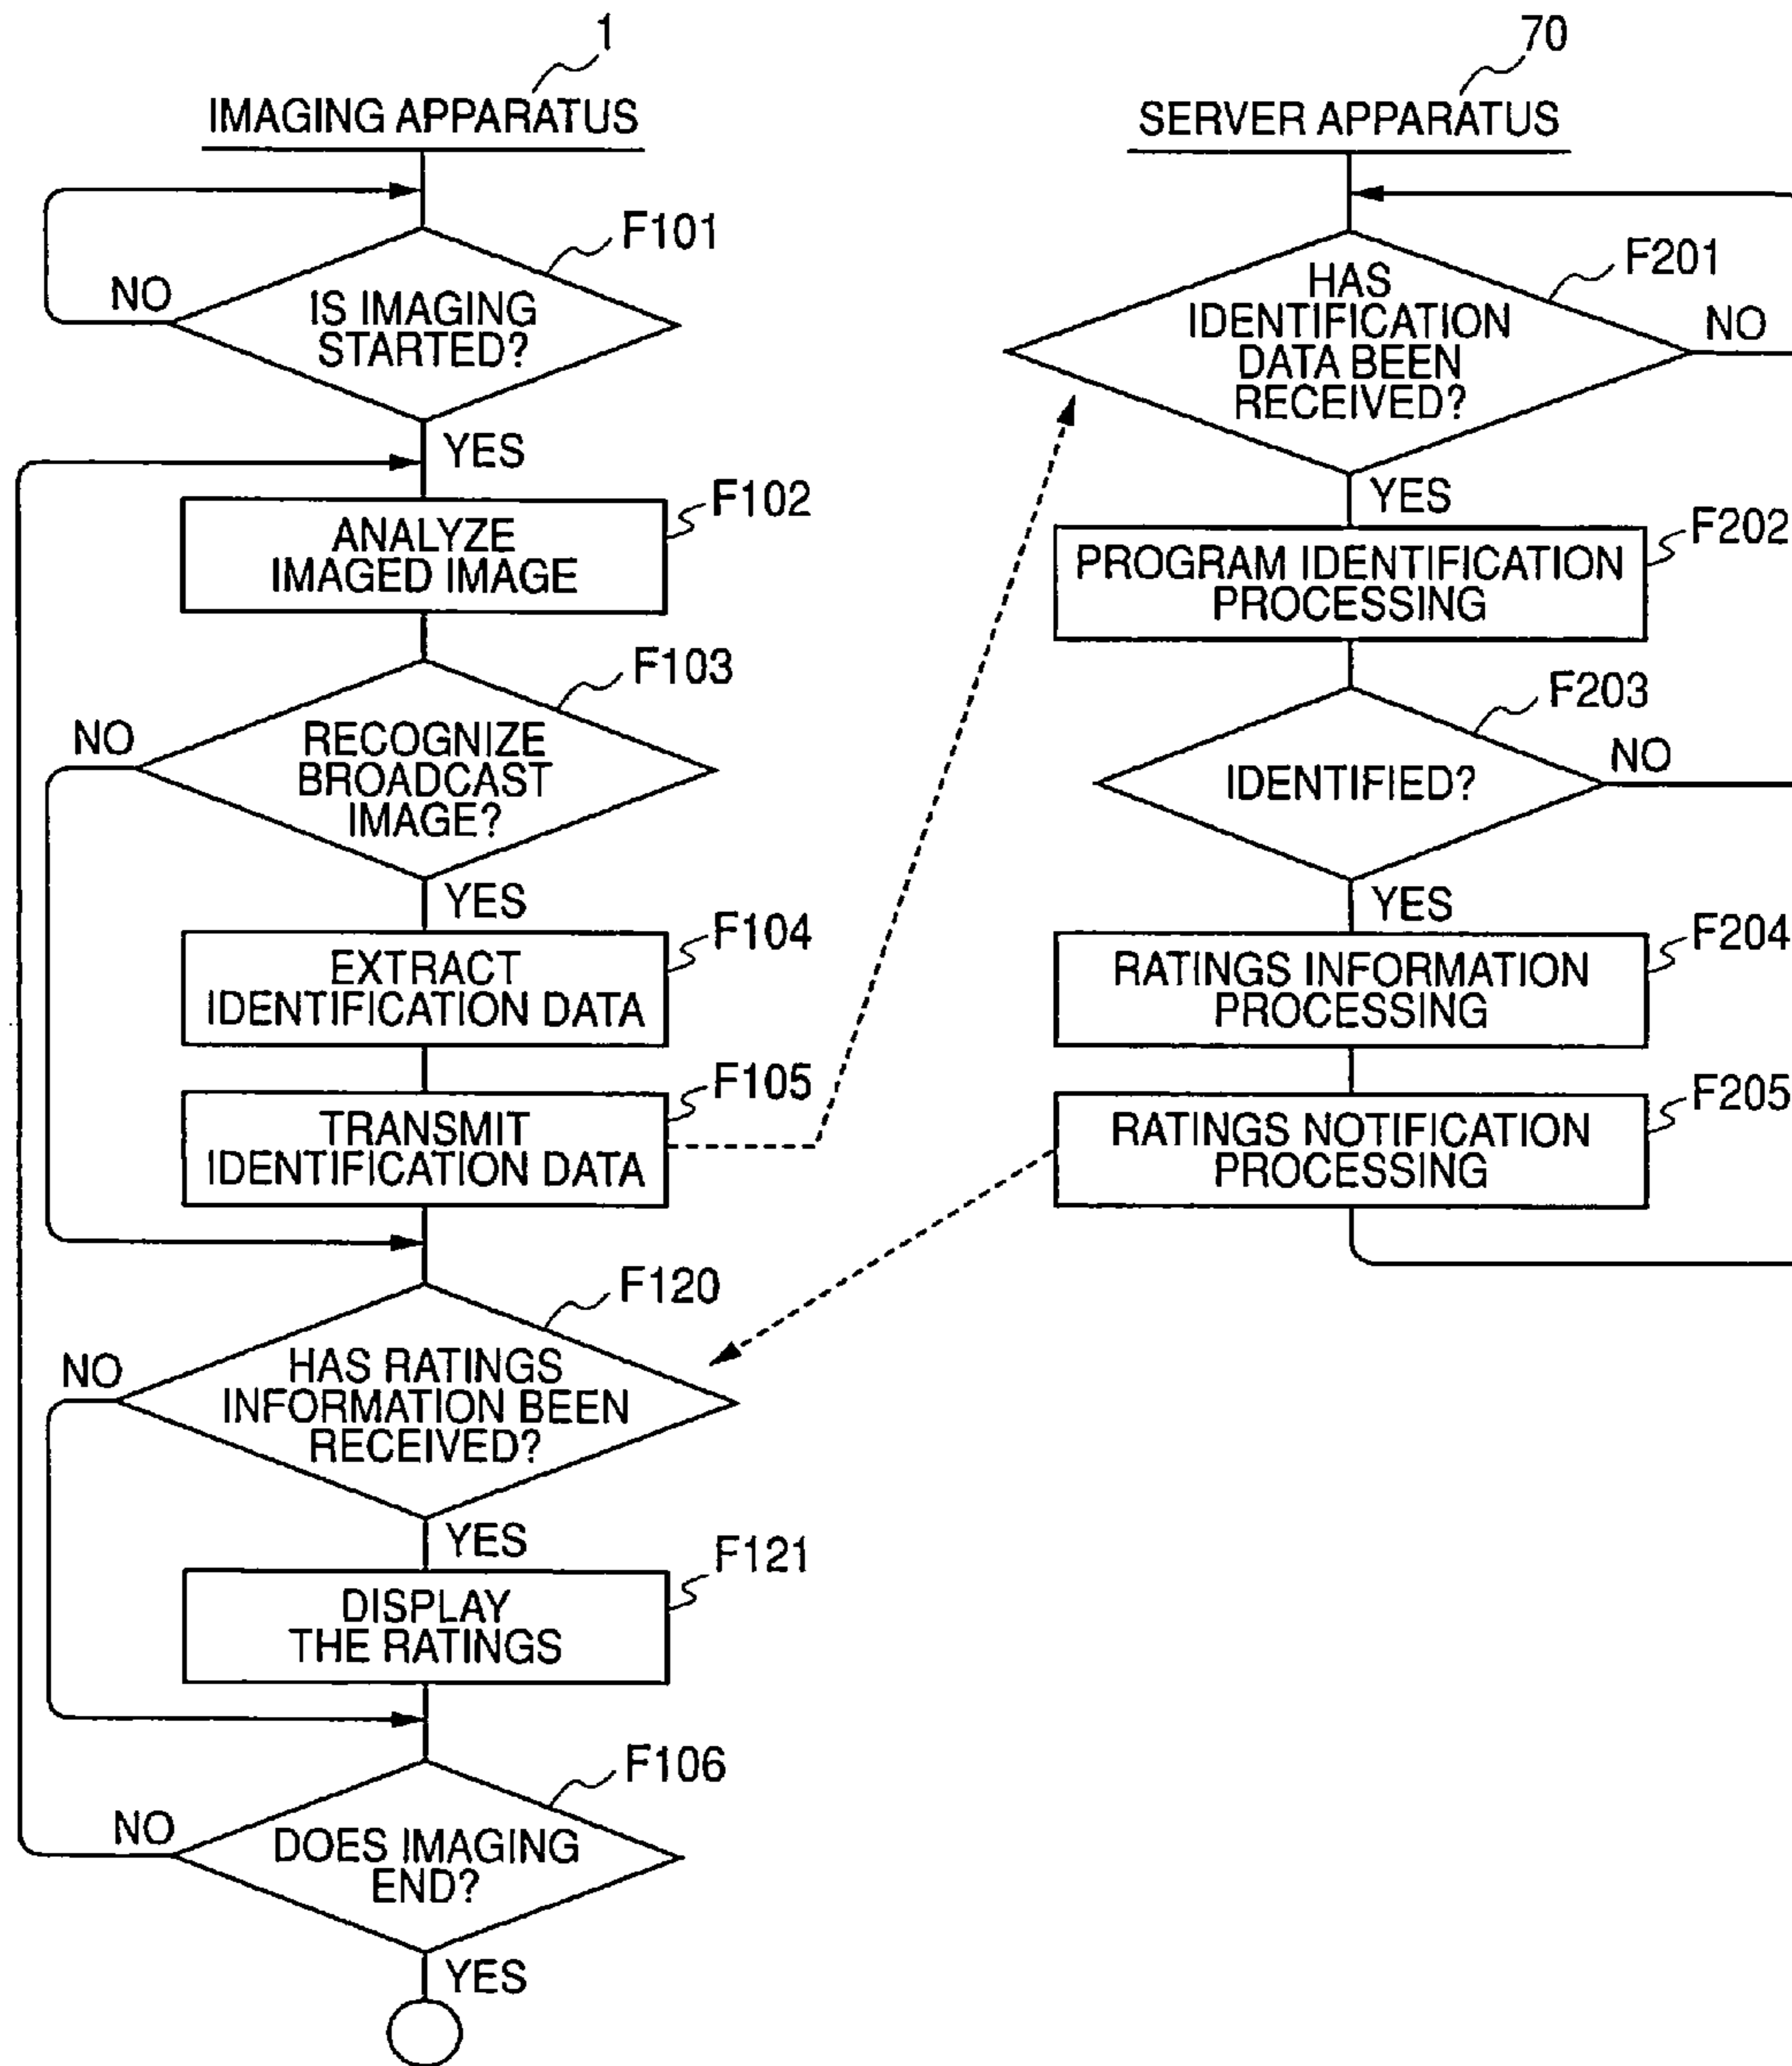 1
IMAGING APPARATUS
F101
NO
IS IMAGING
STARTED?
YES
F102
ANALYZE
IMAGED IMAGE
F103
NO
RECOGNIZE
BROADCAST
IMAGE?
YES
F104
EXTRACT
IDENTIFICATION DATA
F105
TRANSMIT
IDENTIFICATION DATA
F120
NO
HAS RATINGS
INFORMATION BEEN
RECEIVED?
YES
F121
DISPLAY
THE RATINGS
F106
NO
DOES IMAGING
END?
YES
70
SERVER APPARATUS
F201
HAS
IDENTIFICATION
DATA BEEN
RECEIVED?
NO
YES
F202
PROGRAM IDENTIFICATION
PROCESSING
F203
IDENTIFIED?
NO
YES
F204
RATINGS INFORMATION
PROCESSING
F205
RATINGS NOTIFICATION
PROCESSING